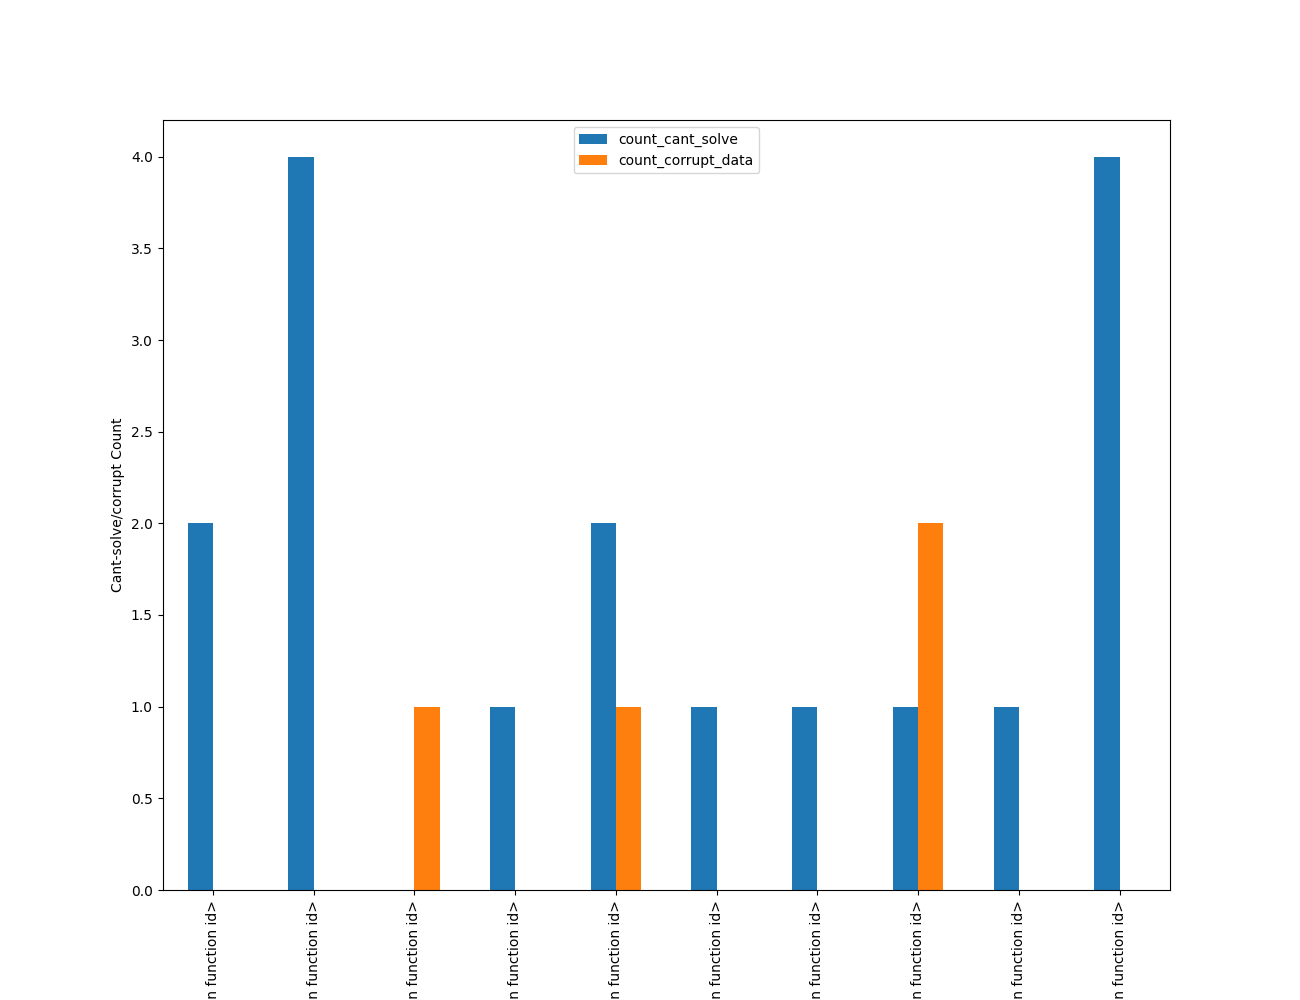 count_cant_solve
count_corrupt_data
Cant-solve/corrupt Count
4.0
3.5
3.0
2.5
2.0
1.5
1.0
0.5
0.0
n function id>
n function id>
n function id>
n function id>
n function id>
n function id>
n function id>
n function id>
n function id>
n function id>